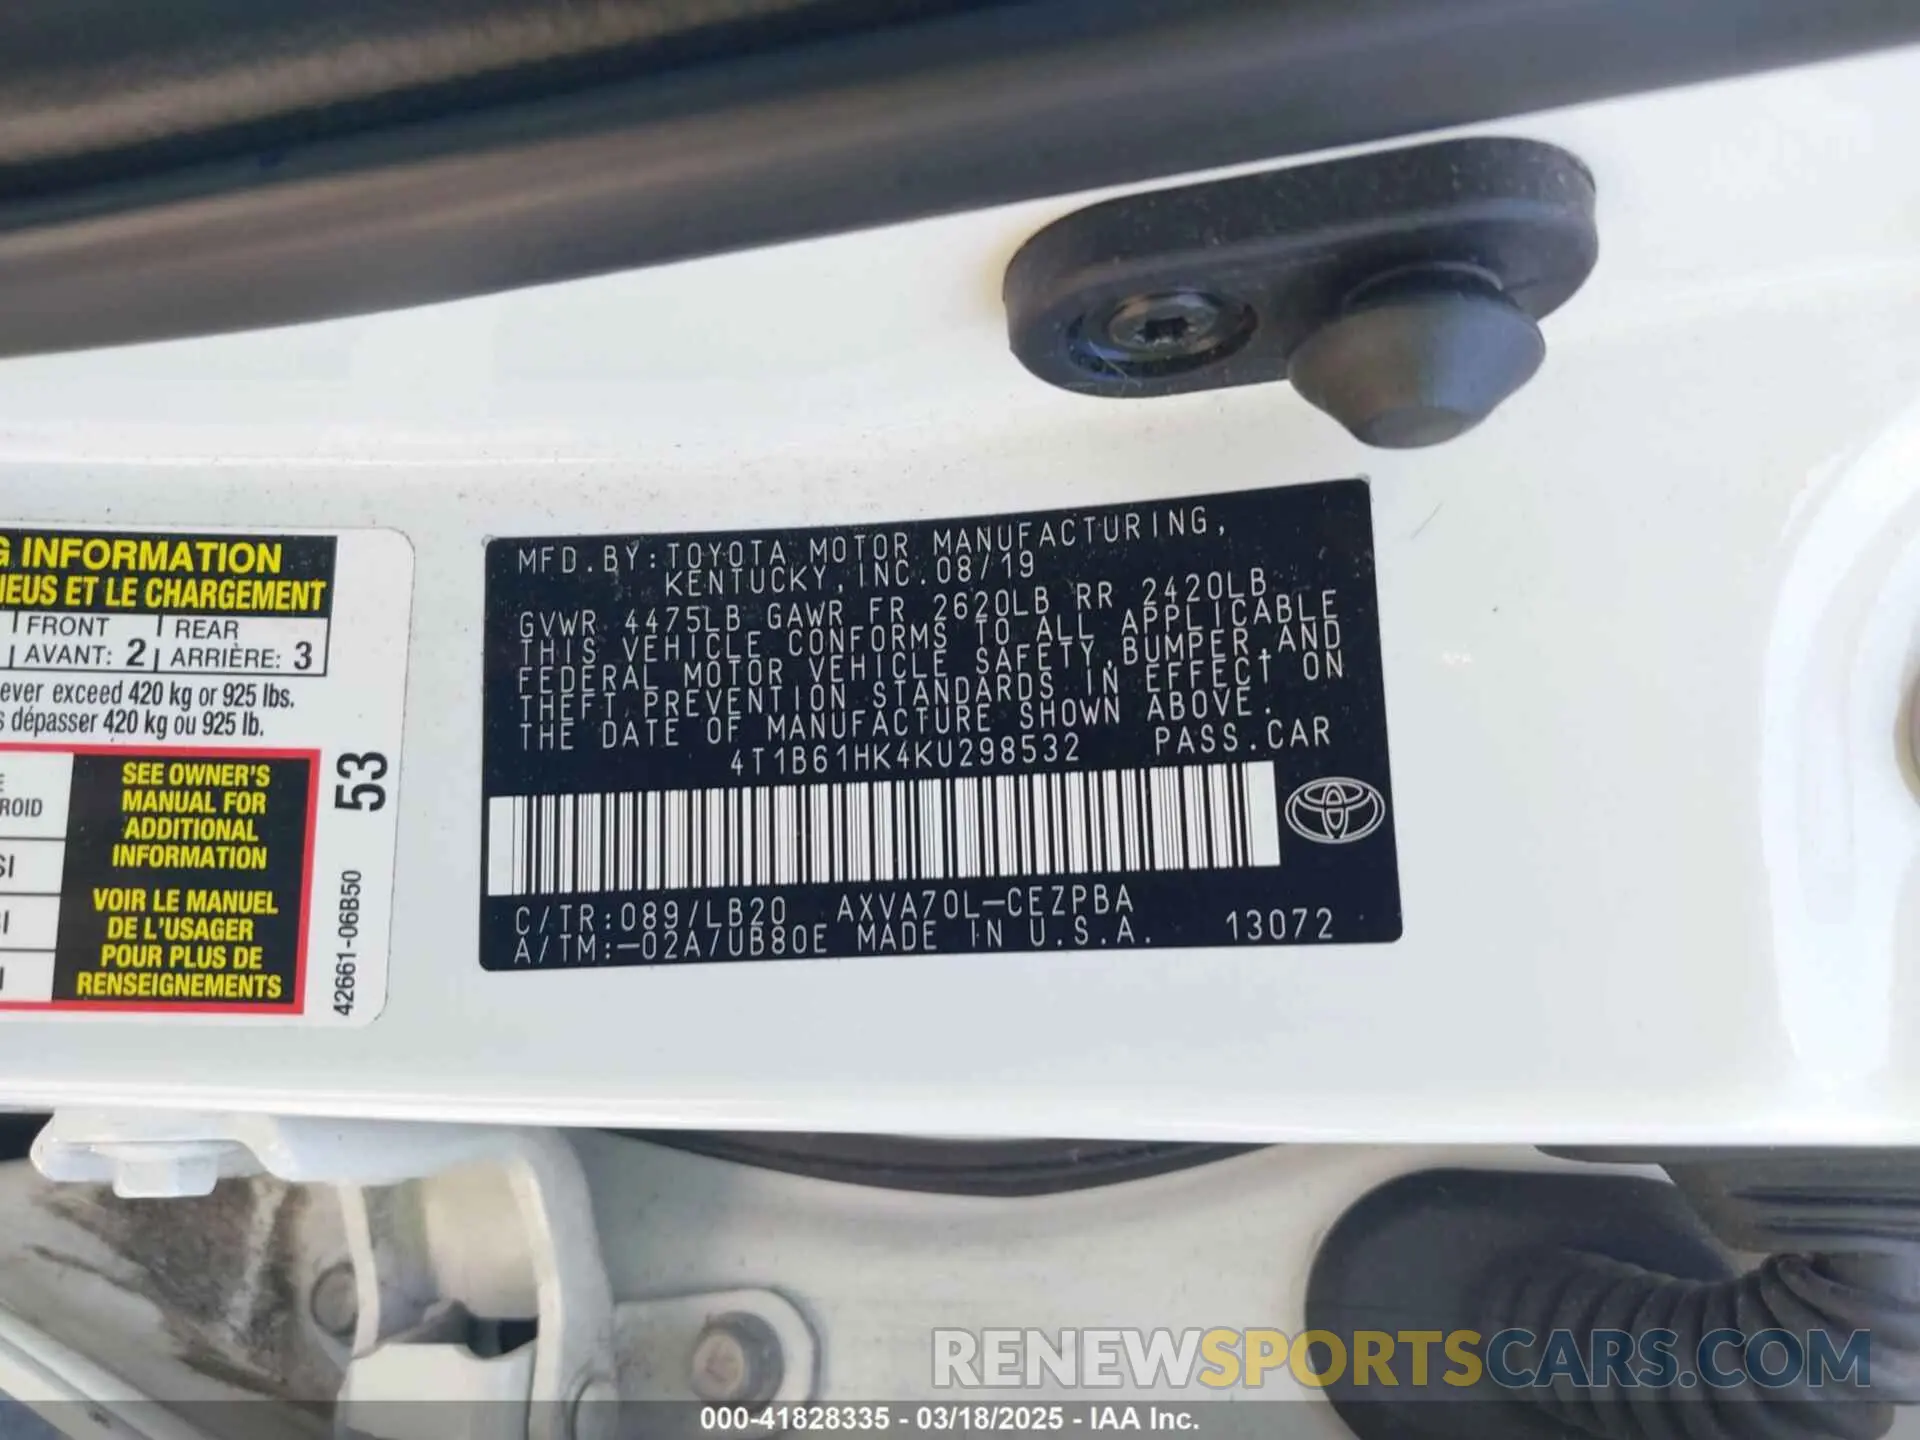 G INFORMATION
NEUS ET LE CHARGEMENT
FRONT
AVANT: 2
REAR
ARRIÈRE: 3
ever exceed 420 kg or 925 lbs.
s dépasser 420 kg ou 925 lb.
ROID
SEE OWNER'S
MANUAL FOR
ADDITIONAL
INFORMATION
VOIR LE MANUEL
DE L'USAGER
POUR PLUS DE
RENSEIGNEMENTS
53
42661-06B50
MFD.BY:TOYOTA MOTOR MANUFACTURING,
KENTUCKY,INC.08/19
GVWR 4475LB GAWR FR 2620LB RR 2420LB
THIS VEHICLE CONFORMS TO ALL APPLICABLE
FEDERAL MOTOR VEHICLE SAFETY,BUMPER,AND
THEFT PREVENTION STANDARDS IN EFFECT ON
THE DATE OF MANUFACTURE SHOWN ABOVE.
4T1B61HK4KU298532 PASS.CAR
C/TR:089/LB20 AXVA70L-CEZPBA
A/TM:-02A/UB80E MADE IN U.S.A. 13072
RENEWSPORTSCARS.COM
000-41828335 - 03/18/2025 - IAA Inc.